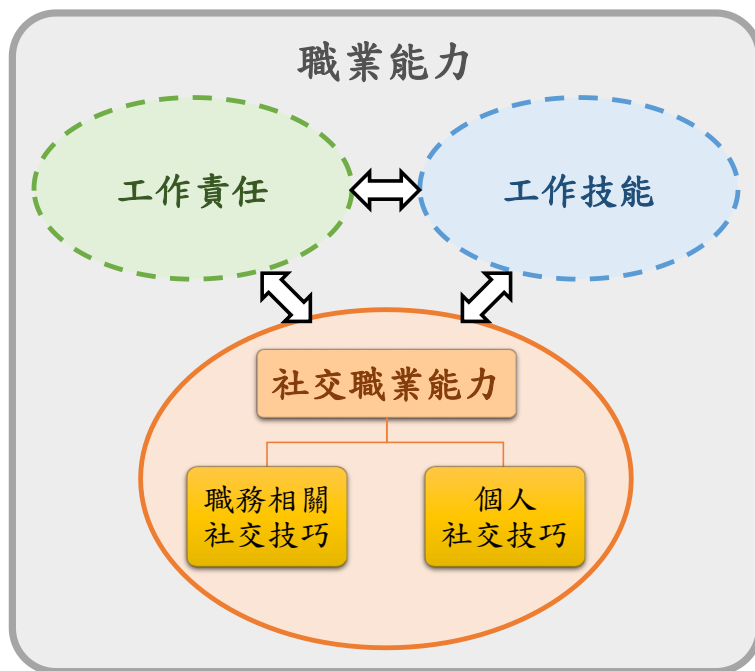 職業能力
工作責任
工作技能
社交職業能力
職務相關
社交技巧
個人
社交技巧